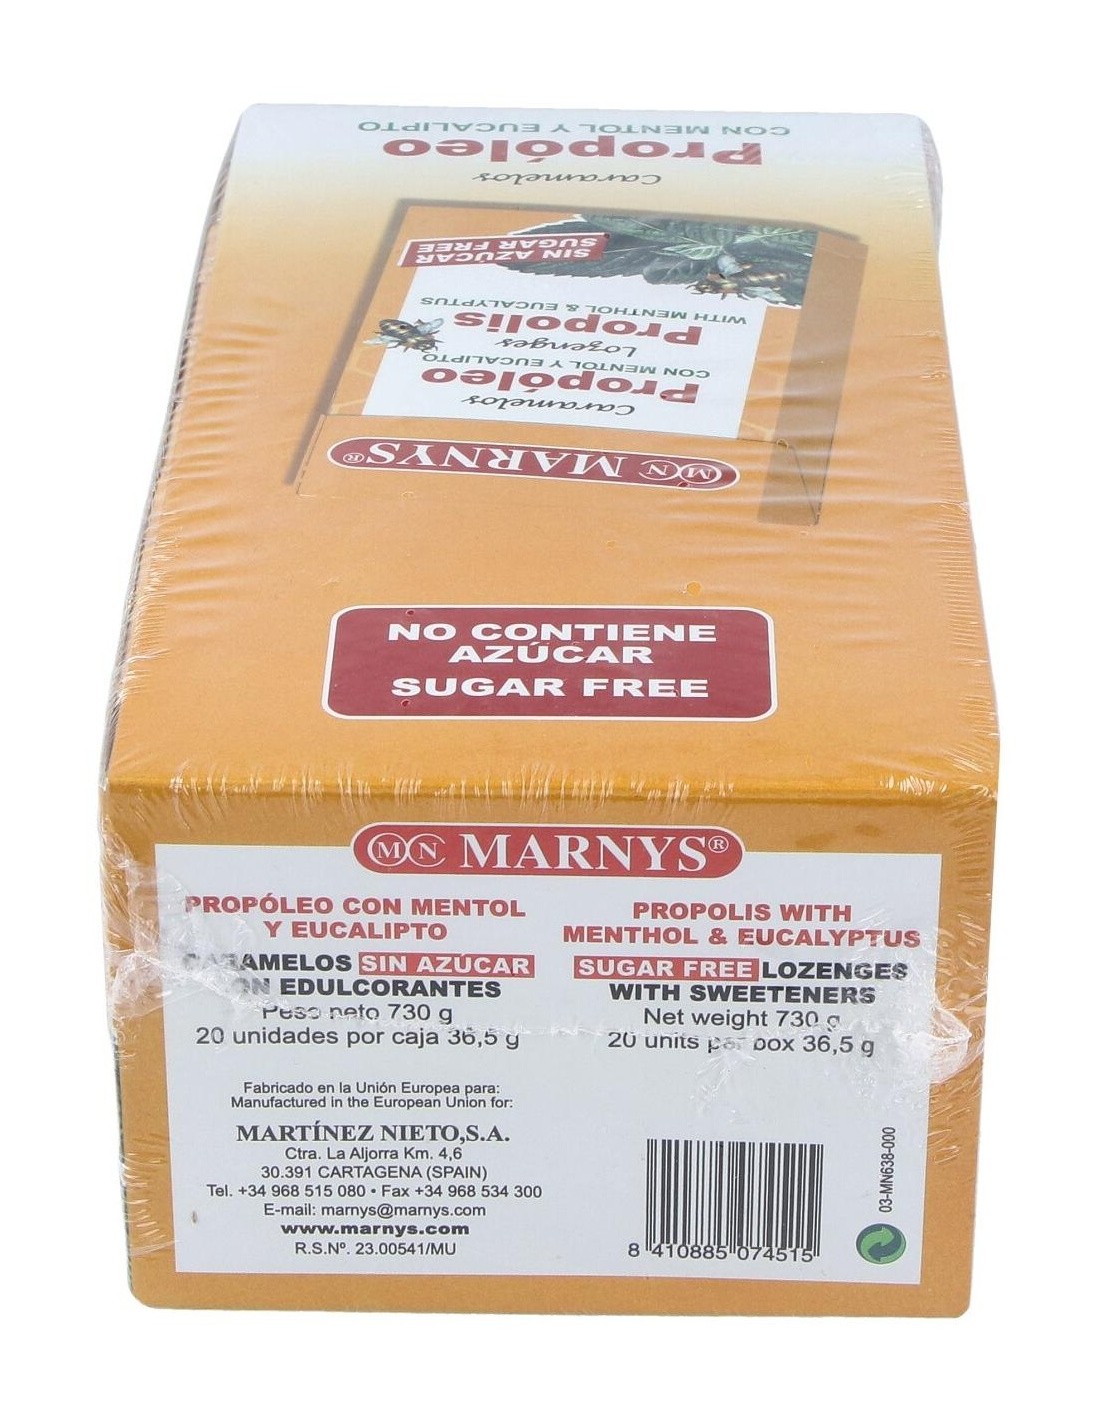 CON MENTOL Y EUCALIPTO
Propóleo
Caramelos
SIN AZUCAR
SUGAR FREE
WITH MENTHOL & EUCALYPTUS
Propolis
Lozenges
CON MENTOL Y EUCALIPTO
Propóleo
Caramelos
MN MARNYS®
NO CONTIENE
AZÚCAR
SUGAR FREE
MN MARNYS®
PROPÓLEO CON MENTOL
Y EUCALIPTO
CARAMELOS SIN AZÚCAR
CON EDULCORANTES
Peso neto 730 g
20 unidades por caja 36,5 g
PROPOLIS WITH
MENTHOL & EUCALYPTUS
SUGAR FREE LOZENGES
WITH SWEETENERS
Net weight 730 g
20 units per box 36,5 g
Fabricado en la Unión Europea para:
Manufactured in the European Union for:
MARTÍNEZ NIETO,S.A.
Ctra. La Aljorra Km. 4,6
30.391 CARTAGENA (SPAIN)
Tel. +34 968 515 080 • Fax +34 968 534 300
E-mail: marnys@marnys.com
www.marnys.com
R.S.Nº. 23.00541/MU
8 410885 074515
03-MN638-000